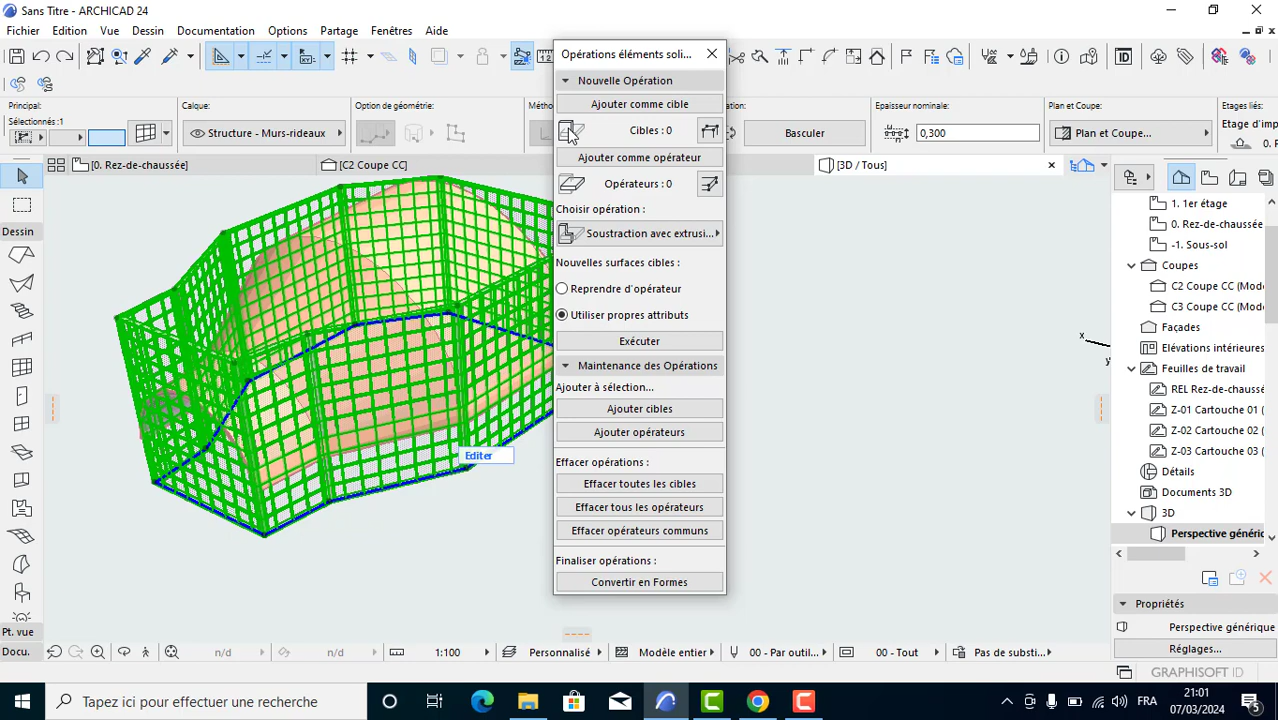 Sans Titre - ARCHICAD 24
Fichier Edition Vue Dessin Documentation Options Partage Fenêtres Aide
Opérations éléments soli...
Nouvelle Opération
Ajouter comme cible
Cibles : 0
Ajouter comme opérateur
Opérateurs : 0
Choisir opération :
Soustraction avec extrusi...
Nouvelles surfaces cibles :
Reprendre d'opérateur
Utiliser propres attributs
Exécuter
Maintenance des Opérations
Ajouter à sélection...
Ajouter cibles
Ajouter opérateurs
Effacer opérations :
Effacer toutes les cibles
Effacer tous les opérateurs
Effacer opérateurs communs
Finaliser opérations :
Convertir en Formes
Principal:
Sélectionnés :1
Calque:
Structure - Murs-rideaux
Option de géométrie:
Basculer
Epaisseur nominale:
0,300
Plan et Coupe:
Plan et Coupe...
Etages liés:
Etage d'imp
[0. Rez-de-chaussée]
[C2 Coupe CC]
[3D / Tous]
Dessin
Pt. vue
Docu.
Editer
x
1. 1er étage
0. Rez-de-chaussée
-1. Sous-sol
Coupes
C2 Coupe CC (Mod
C3 Coupe CC (Mod
Façades
Elévations intérieures
Feuilles de travail
REL Rez-de-chaussé
Z-01 Cartouche 01 (
Z-02 Cartouche 02 (
Z-03 Cartouche 03 (
Détails
Documents 3D
3D
Perspective généric
Propriétés
Perspective générique
Réglages...
n/d
n/d
1:100
Personnalisé
Modèle entier
00 - Par outil...
00 - Tout
Pas de substit...
GRAPHISOFT ID
Tapez ici pour effectuer une recherche
FRA
21:01
07/03/2024
5